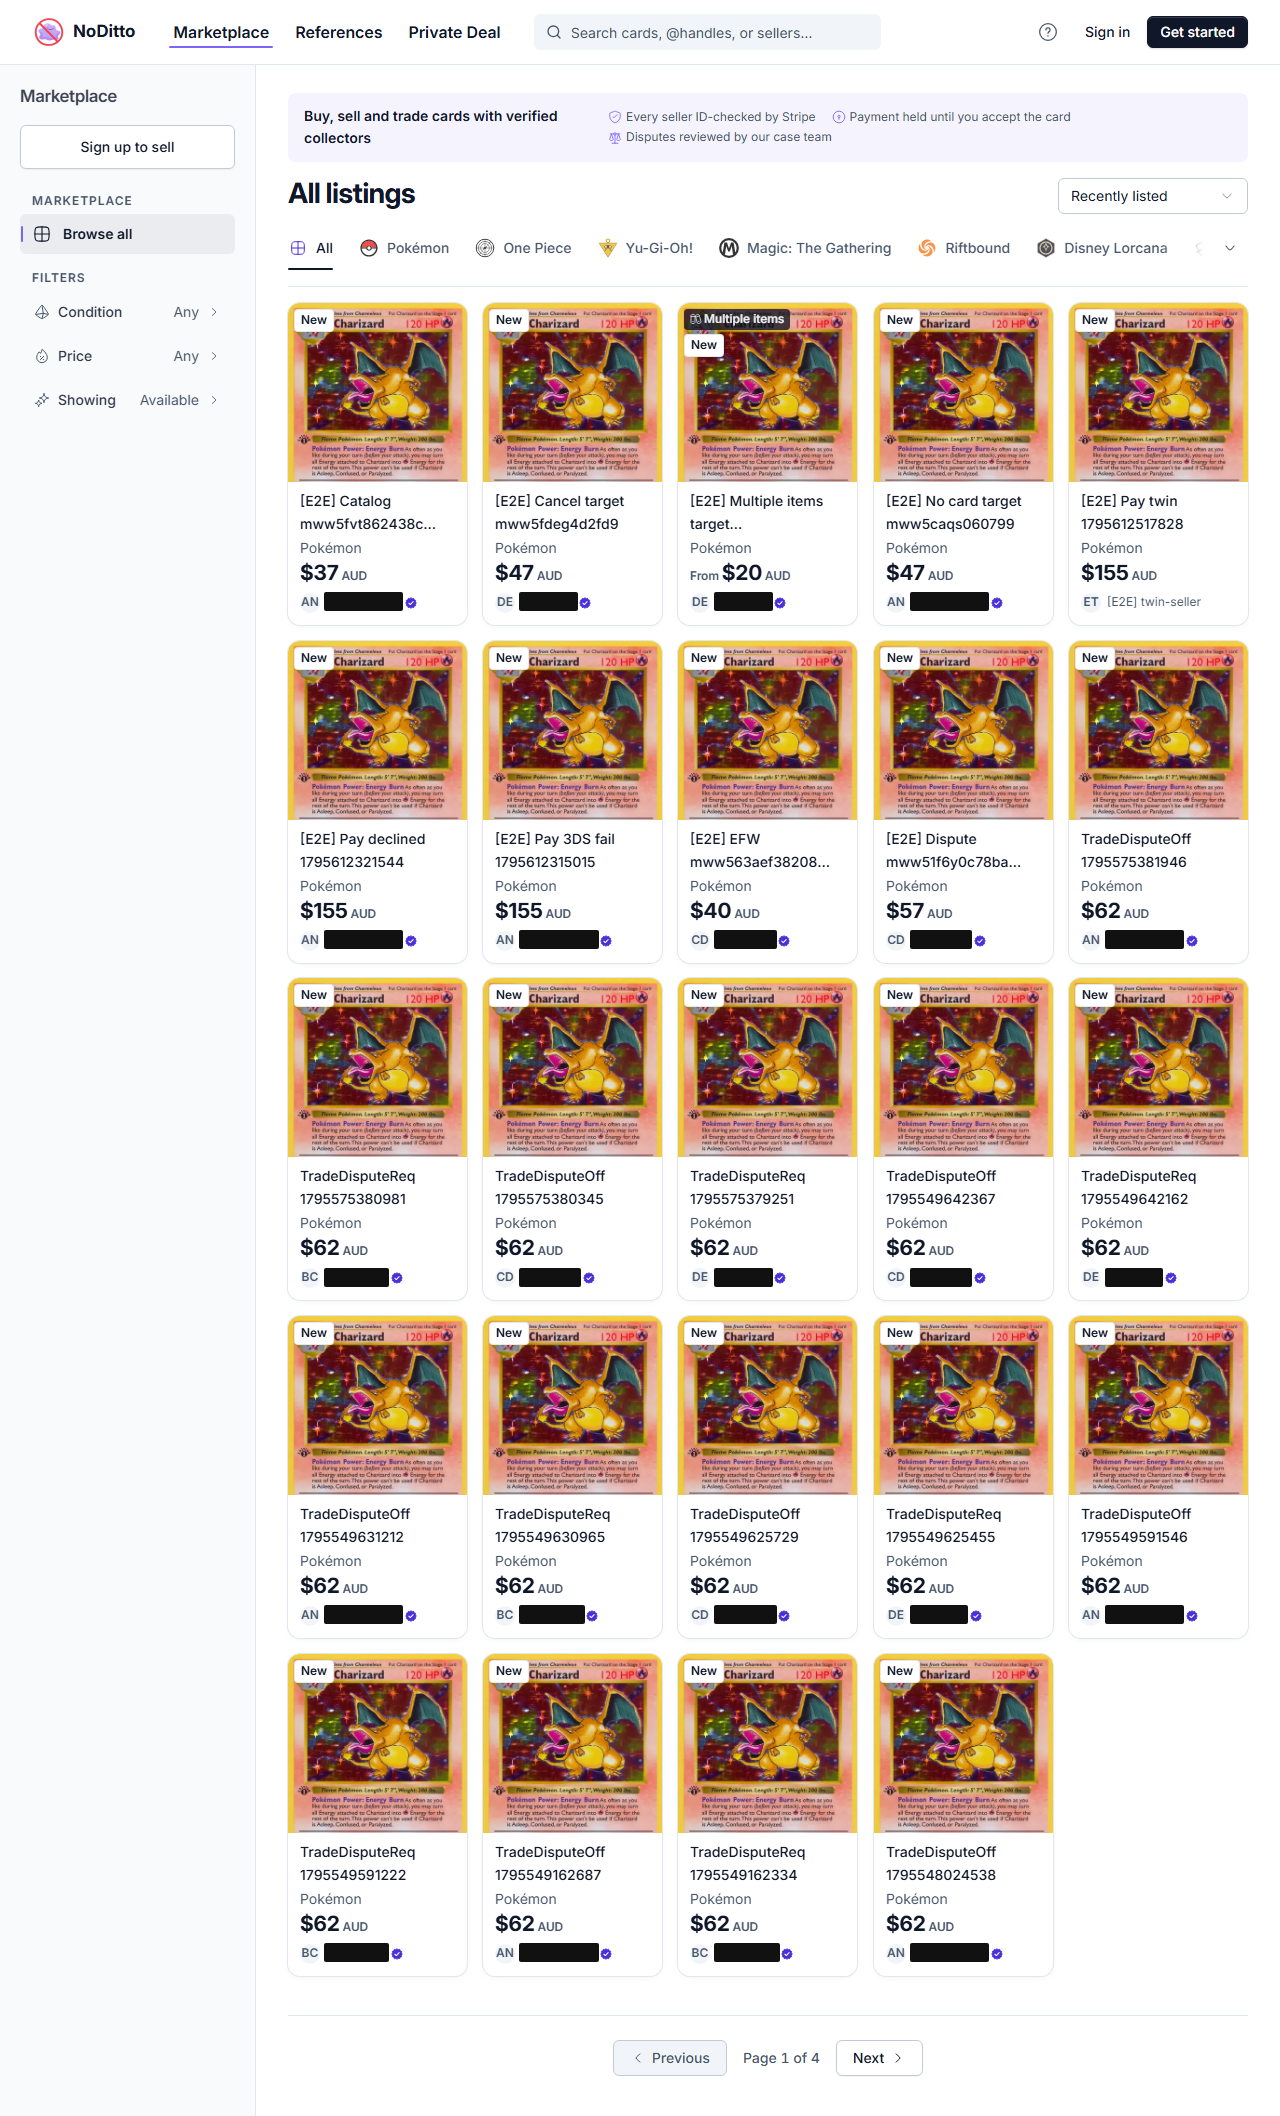 NoDitto
Marketplace
References
Private Deal
Search cards, @handles, or sellers...
Sign in
Get started
Marketplace
Sign up to sell
MARKETPLACE
Browse all
FILTERS
Condition Any
Price Any
Showing Available
Buy, sell and trade cards with verified
collectors
Every seller ID-checked by Stripe
Payment held until you accept the card
Disputes reviewed by our case team
All listings
Recently listed
All
Pokémon
One Piece
Yu-Gi-Oh!
Magic: The Gathering
Riftbound
Disney Lorcana
New
[E2E] Catalog
mww5fvt862438c...
Pokémon
$37 AUD
AN
New
[E2E] Cancel target
mww5fdeg4d2fd9
Pokémon
$47 AUD
DE
Multiple items
New
[E2E] Multiple items
target...
Pokémon
From $20 AUD
DE
New
[E2E] No card target
mww5caqs060799
Pokémon
$47 AUD
AN
New
[E2E] Pay twin
1795612517828
Pokémon
$155 AUD
ET [E2E] twin-seller
New
[E2E] Pay declined
1795612321544
Pokémon
$155 AUD
AN
New
[E2E] Pay 3DS fail
1795612315015
Pokémon
$155 AUD
AN
New
[E2E] EFW
mww563aef38208...
Pokémon
$40 AUD
CD
New
[E2E] Dispute
mww51f6y0c78ba...
Pokémon
$57 AUD
CD
New
TradeDisputeOff
1795575381946
Pokémon
$62 AUD
AN
New
TradeDisputeReq
1795575380981
Pokémon
$62 AUD
BC
New
TradeDisputeOff
1795575380345
Pokémon
$62 AUD
CD
New
TradeDisputeReq
1795575379251
Pokémon
$62 AUD
DE
New
TradeDisputeOff
1795549642367
Pokémon
$62 AUD
CD
New
TradeDisputeReq
1795549642162
Pokémon
$62 AUD
DE
New
TradeDisputeOff
1795549631212
Pokémon
$62 AUD
AN
New
TradeDisputeReq
1795549630965
Pokémon
$62 AUD
BC
New
TradeDisputeOff
1795549625729
Pokémon
$62 AUD
CD
New
TradeDisputeReq
1795549625455
Pokémon
$62 AUD
DE
New
TradeDisputeOff
1795549591546
Pokémon
$62 AUD
AN
New
TradeDisputeReq
1795549591222
Pokémon
$62 AUD
BC
New
TradeDisputeOff
1795549162687
Pokémon
$62 AUD
AN
New
TradeDisputeReq
1795549162334
Pokémon
$62 AUD
BC
New
TradeDisputeOff
1795548024538
Pokémon
$62 AUD
AN
Previous
Page 1 of 4
Next